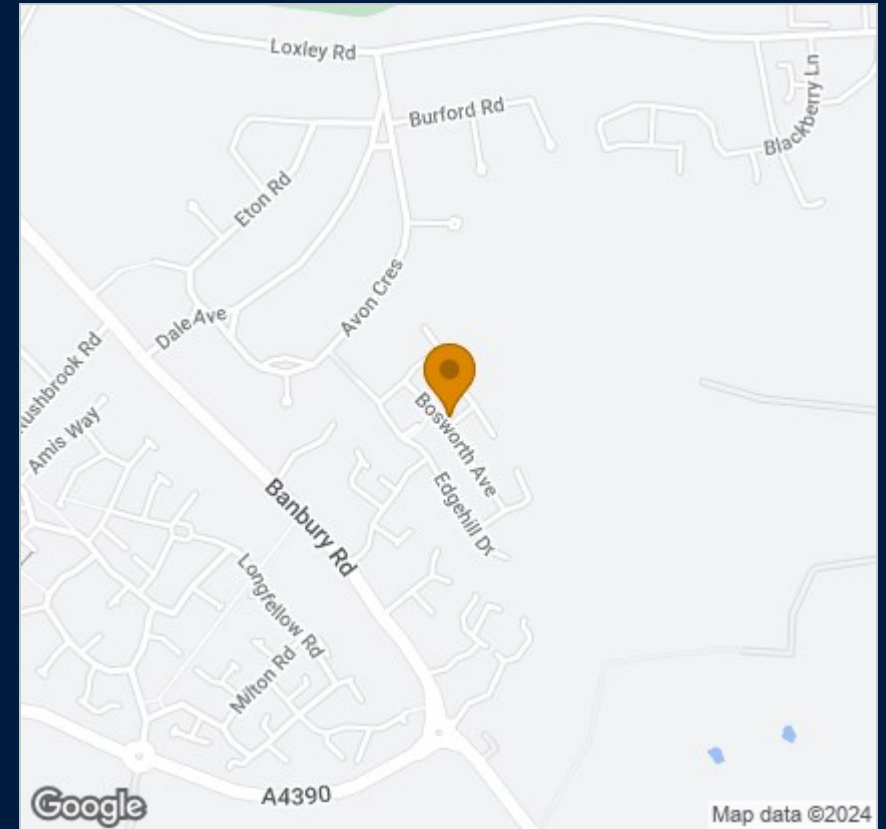 Loxley Rd
Burford Rd
Blackberry Ln
Eton Rd
Avon Cres
Dale Ave
Rushbrook Rd
Amis Way
Bosworth Ave
Edgehill Dr
Banbury Rd
Longfellow Rd
Milton Rd
A4390
Google
Map data ©2024